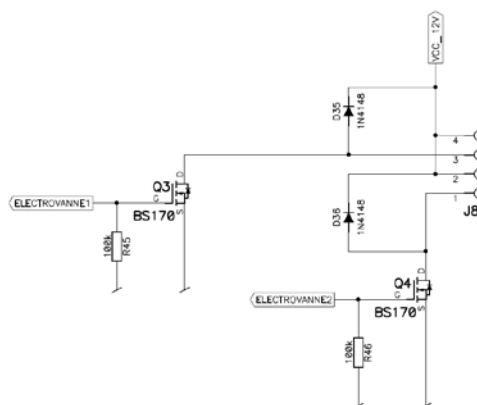 VCC_12V
D35
1N4148
4
3
2
1
J8
Q3
D
G
S
BS170
ELECTROVANNE1
100k
R45
D36
1N4148
Q4
D
G
S
BS170
ELECTROVANNE2
100k
R46